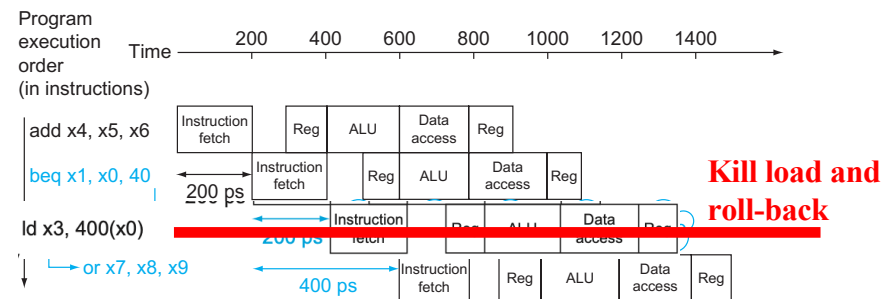 Program
execution
order
(in instructions)
Time
200 400 600 800 1000 1200 1400
add x4, x5, x6
Instruction fetch
Reg
ALU
Data access
Reg
beq x1, x0, 40
200 ps
Instruction fetch
Reg
ALU
Data access
Reg
Kill load and
roll-back
ld x3, 400(x0)
200 ps
Instruction fetch
Reg
ALU
Data access
Reg
or x7, x8, x9
400 ps
Instruction fetch
Reg
ALU
Data access
Reg